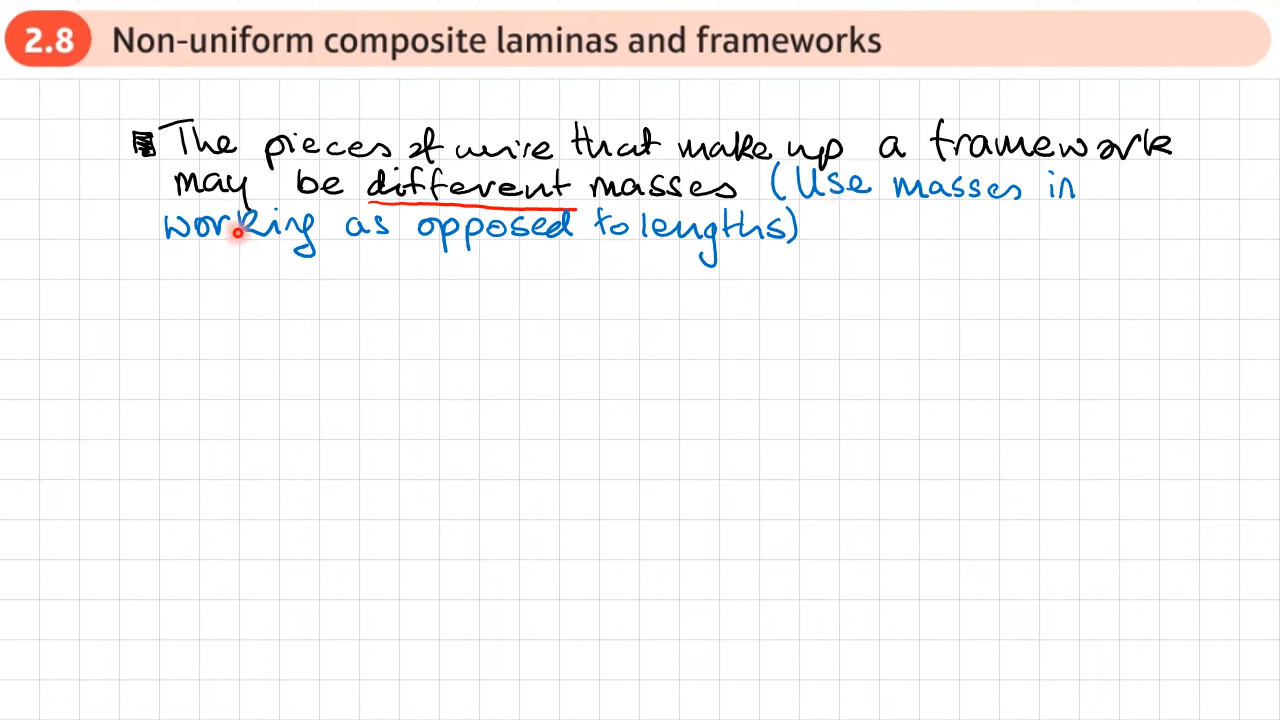 2.8 Non-uniform composite laminas and frameworks
The pieces of wire that make up a framework
may be different masses (Use masses in
working as opposed to lengths)